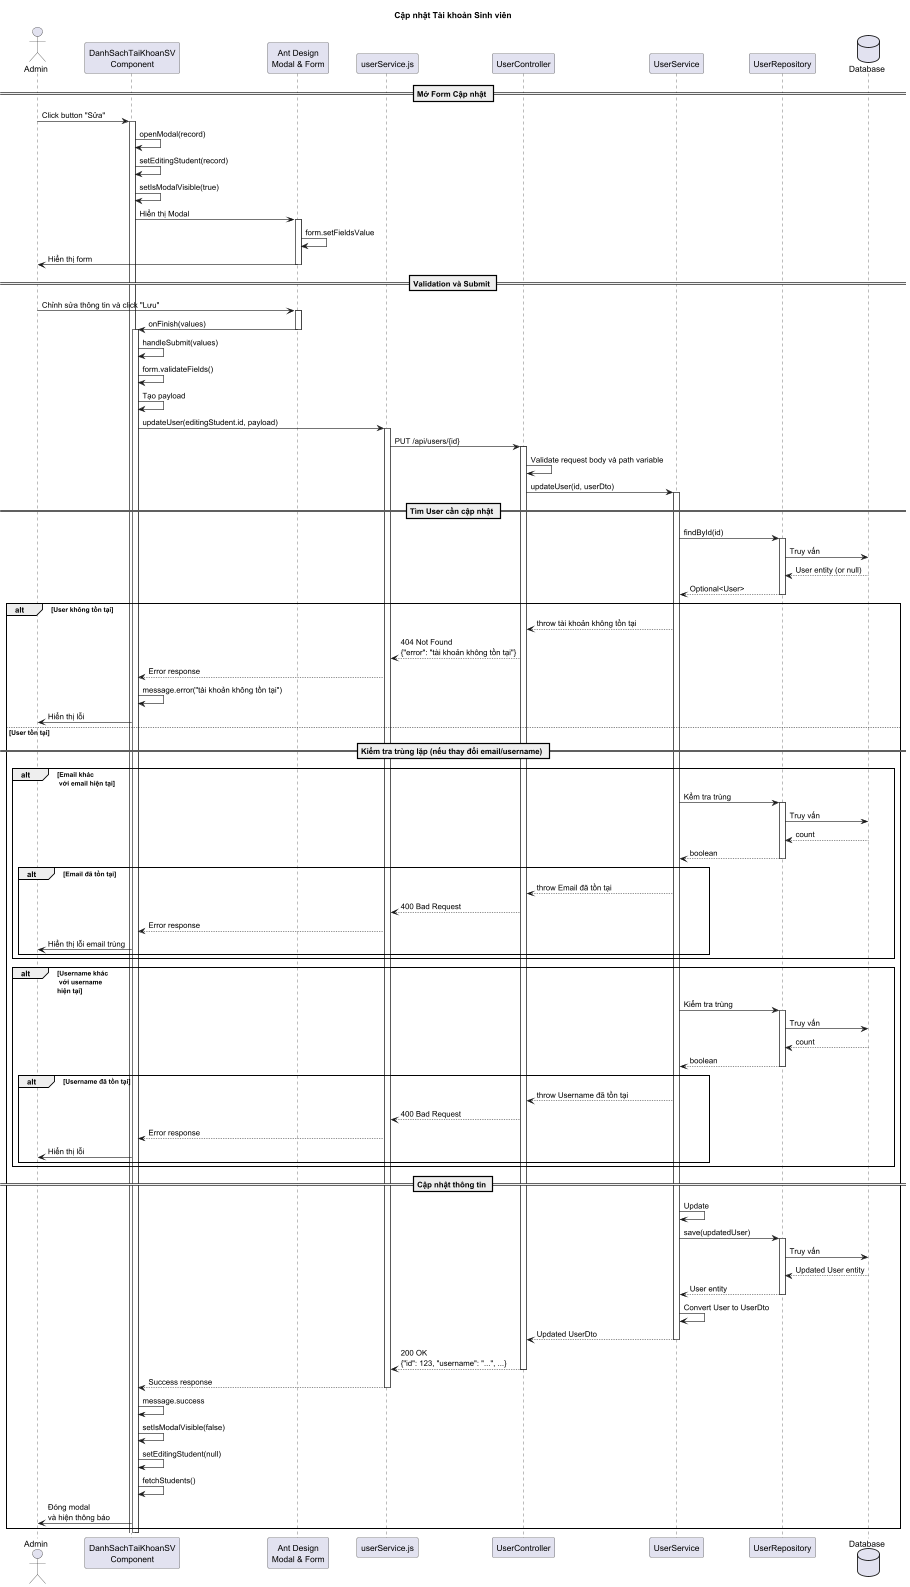 Cập nhật Tài khoản Sinh viên
Admin
DanhSachTaiKhoanSV
Component
Ant Design
Modal & Form
userService.js
UserController
UserService
UserRepository
Database
Mở Form Cập nhật
Click button "Sửa"
openModal(record)
setEditingStudent(record)
setIsModalVisible(true)
Hiển thị Modal
form.setFieldsValue
Hiển thị form
Validation và Submit
Chỉnh sửa thông tin và click "Lưu"
onFinish(values)
handleSubmit(values)
form.validateFields()
Tạo payload
updateUser(editingStudent.id, payload)
PUT /api/users/{id}
Validate request body và path variable
updateUser(id, userDto)
Tìm User cần cập nhật
findById(id)
Truy vấn
User entity (or null)
Optional<User>
alt
[User không tồn tại]
throw tài khoản không tồn tại
404 Not Found
{"error": "tài khoản không tồn tại"}
Error response
message.error("tài khoản không tồn tại")
Hiển thị lỗi
[User tồn tại]
Kiểm tra trùng lặp (nếu thay đổi email/username)
alt
[Email khác
với email hiện tại]
Kểm tra trùng
Truy vấn
count
boolean
alt
[Email đã tồn tại]
throw Email đã tồn tại
400 Bad Request
Error response
Hiển thị lỗi email trùng
alt
[Username khác
với username
hiện tại]
Kiểm tra trùng
Truy vấn
count
boolean
alt
[Username đã tồn tại]
throw Username đã tồn tại
400 Bad Request
Error response
Hiển thị lỗi
Cập nhật thông tin
Update
save(updatedUser)
Truy vấn
Updated User entity
User entity
Convert User to UserDto
Updated UserDto
200 OK
{"id": 123, "username": "...", ...}
Success response
message.success
setIsModalVisible(false)
setEditingStudent(null)
fetchStudents()
Đóng modal
và hiện thông báo
Admin
DanhSachTaiKhoanSV
Component
Ant Design
Modal & Form
userService.js
UserController
UserService
UserRepository
Database